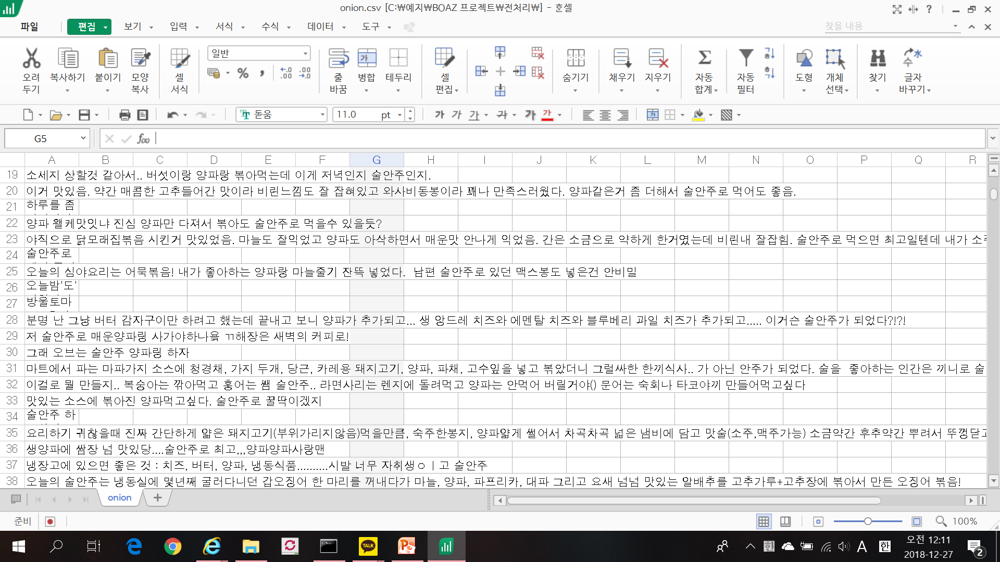 onion.csv [C:₩예지₩BOAZ 프로젝트₩전처리₩] - 한셀
파일 편집 보기 입력 서식 수식 데이터 도구 찾을 내용
일반
오려 두기 복사하기 붙이기 모양 복사 셀 서식 줄 바꿈 병합 테두리 셀 편집 숨기기 채우기 지우기 자동 합계 자동 필터 도형 개체 선택 찾기 글자 바꾸기
돋움 11.0 pt 가 가 가 가 가 가
G5
A B C D E F G H I J K L M N O P Q R
19 소세지 상할것 같아서.. 버섯이랑 양파랑 볶아먹는데 이게 저녁인지 술안주인지.
20 이거 맛있음. 약간 매콤한 고추들어간 맛이라 비린느낌도 잘 잡혀있고 와사비동봉이라 꽤나 만족스러웠다. 양파같은거 좀 더해서 술안주로 먹어도 좋음.
21 하루를 좀
22 양파 왤케맛잇냐 진심 양파만 다져서 볶아도 술안주로 먹을수 있을듯?
23 야직으로 닭모래집볶음 시킨거 맛있었음. 마늘도 잘익었고 양파도 아삭하면서 매운맛 안나게 익었음. 간은 소금으로 약하게 한거였는데 비린내 잘잡힘. 술안주로 먹으면 최고일텐데 내가 소주
24 술안주로
25 오늘의 심야요리는 어묵볶음! 내가 좋아하는 양파랑 마늘줄기 잔뜩 넣었다. 남편 술안주로 있던 맥스봉도 넣은건 안비밀
26 오늘밤'도'
27 방울토마
28 분명 난 그냥 버터 감자구이만 하려고 했는데 끝내고 보니 양파가 추가되고... 생 앙드레 치즈와 에멘탈 치즈와 블루베리 과일 치즈가 추가되고..... 이거슨 술안주가 되었다?!?!
29 저 술안주로 매운양파링 사가야하나욬 ㄲ해장은 새벽의 커피로!
30 그래 오브는 술안주 양파링 하자
31 마트에서 파는 마파가지 소스에 청경채, 가지 두개, 당근, 카레용 돼지고기, 양파, 파채, 고수잎을 넣고 볶았더니 그럴싸한 한끼식사.. 가 아닌 안주가 되었다. 술을 좋아하는 인간은 끼니로 술
32 이걸로 뭘 만들지.. 복숭아는 깎아먹고 홍어는 쌤 술안주.. 라면사리는 렌지에 돌려먹고 양파는 안먹어 버릴거야() 문어는 숙회나 타코야끼 만들어먹고싶다
33 맛있는 소스에 볶아진 양파먹고싶다. 술안주로 꿀딱이겠지
34 술안주 하
35 요리하기 귀찮을때 진짜 간단하게 얇은 돼지고기(부위가리지않음)먹을만큼, 숙주한봉지, 양파얇게 썰어서 차곡차곡 넓은 냄비에 담고 맛술(소주,맥주가능) 소금약간 후추약간 뿌려서 뚜껑닫고
36 생양파에 쌈장 넘 맛있당....술안주로 최고,,,양파양파사랑맨
37 냉장고에 있으면 좋은 것 : 치즈, 버터, 양파, 냉동식품..........시발 너무 자취생ㅇㅣ고 술안주
38 오늘의 술안주는 냉동실에 몇년째 굴러다니던 갑오징어 한 마리를 꺼내다가 마늘, 양파, 파프리카, 대파 그리고 요새 넘넘 맛있는 알배추를 고추가루+고추장에 볶아서 만든 오징어 볶음!
onion
준비 100%
TALK
A 한 오전 12:11
2018-12-27
2